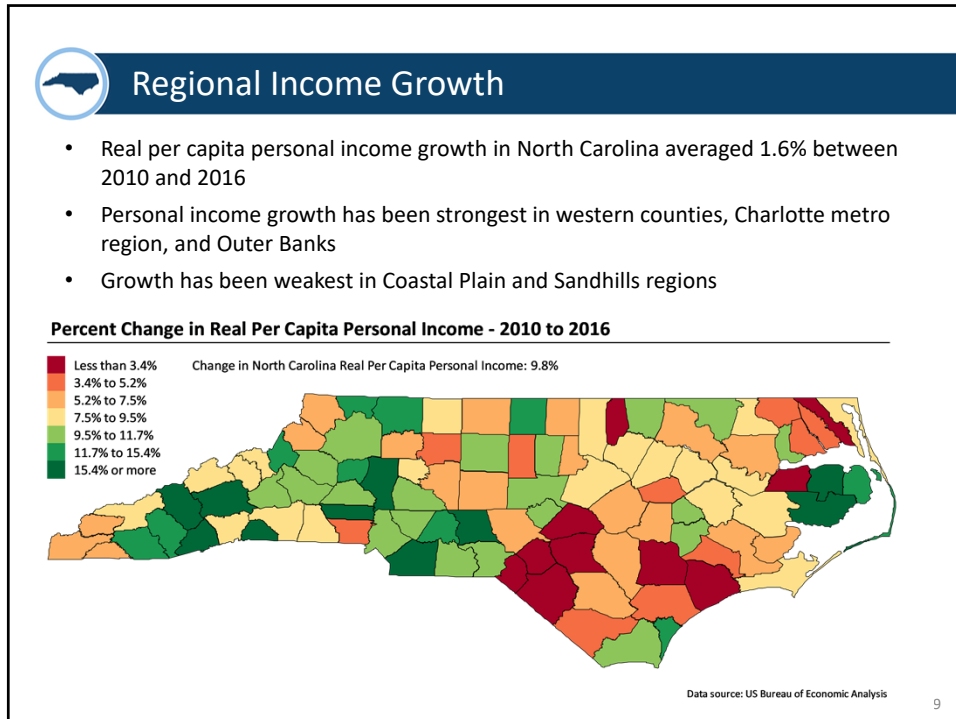 Regional Income Growth
• Real per capita personal income growth in North Carolina averaged 1.6% between
2010 and 2016
• Personal income growth has been strongest in western counties, Charlotte metro
region, and Outer Banks
• Growth has been weakest in Coastal Plain and Sandhills regions
Percent Change in Real Per Capita Personal Income - 2010 to 2016
Less than 3.4%
Change in North Carolina Real Per Capita Personal Income: 9.8%
3.4% to 5.2%
5.2% to 7.5%
7.5% to 9.5%
9.5% to 11.7%
11.7% to 15.4%
15.4% or more
Data source: US Bureau of Economic Analysis
9